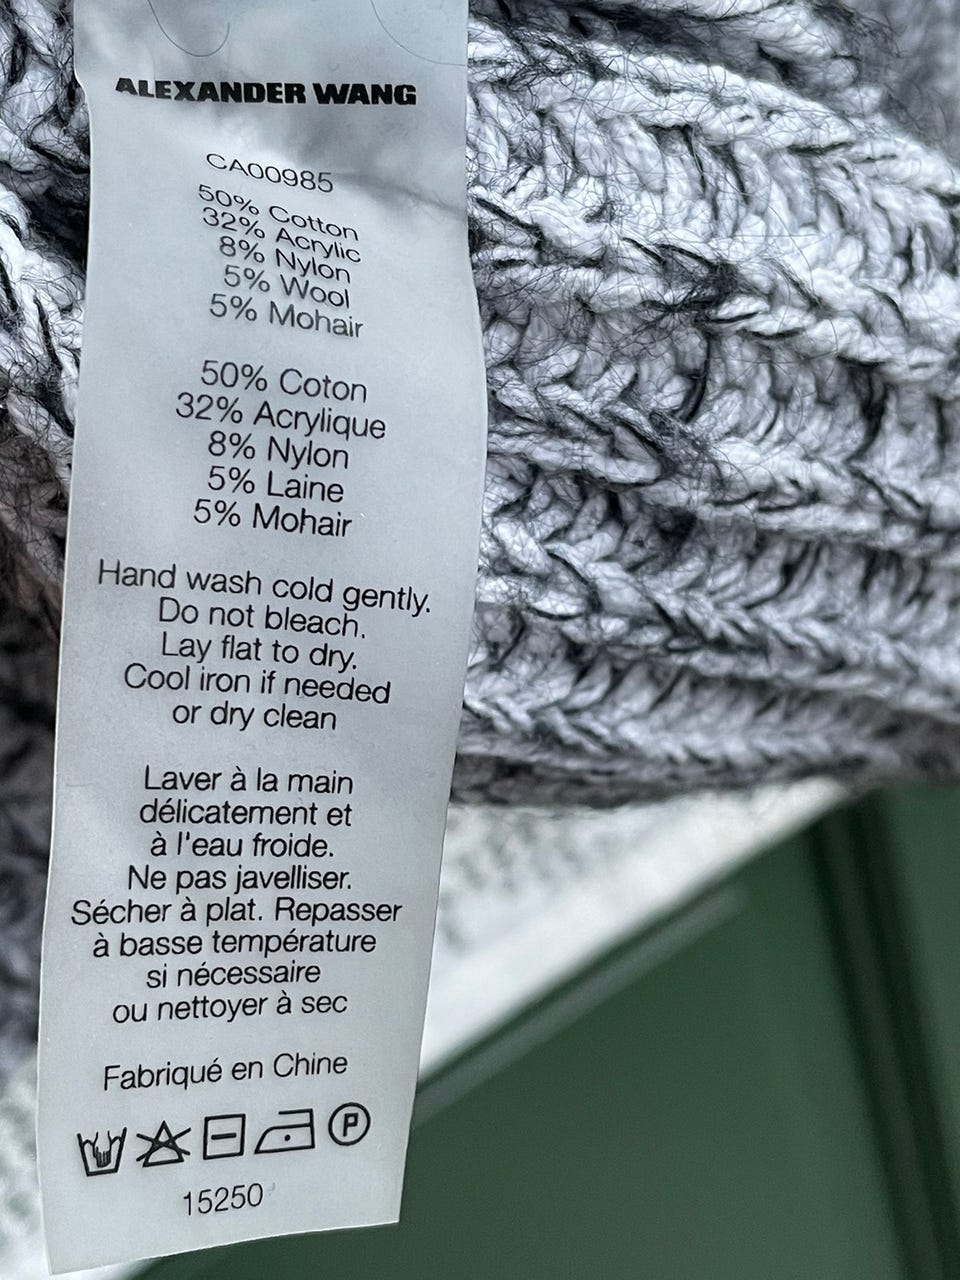 ALEXANDER WANG
CA00985
50% Cotton
32% Acrylic
8% Nylon
5% Wool
5% Mohair
50% Coton
32% Acrylique
8% Nylon
5% Laine
5% Mohair
Hand wash cold gently.
Do not bleach.
Lay flat to dry.
Cool iron if needed
or dry clean
Laver à la main
délicatement et
à l'eau froide.
Ne pas javelliser.
Sécher à plat. Repasser
à basse température
si nécessaire
ou nettoyer à sec
Fabriqué en Chine
P
15250